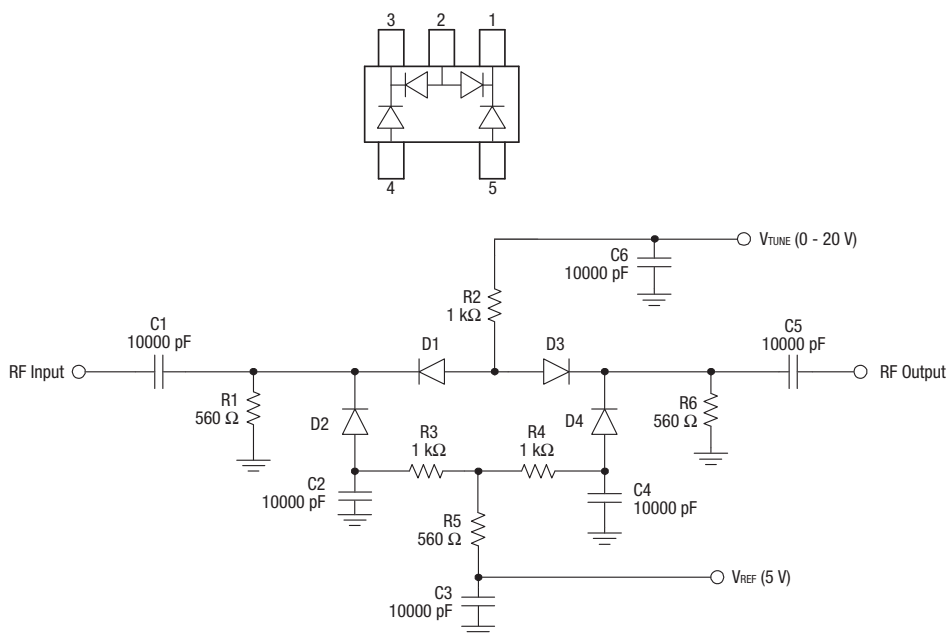 3 2 1
4 5
VTUNE (0 - 20 V)
C6
10000 pF
R2
1 kΩ
C1
10000 pF
D1
D3
C5
10000 pF
RF Input
RF Output
R1
560 Ω
D2
D4
R6
560 Ω
R3
1 kΩ
R4
1 kΩ
C2
10000 pF
C4
10000 pF
R5
560 Ω
VREF (5 V)
C3
10000 pF